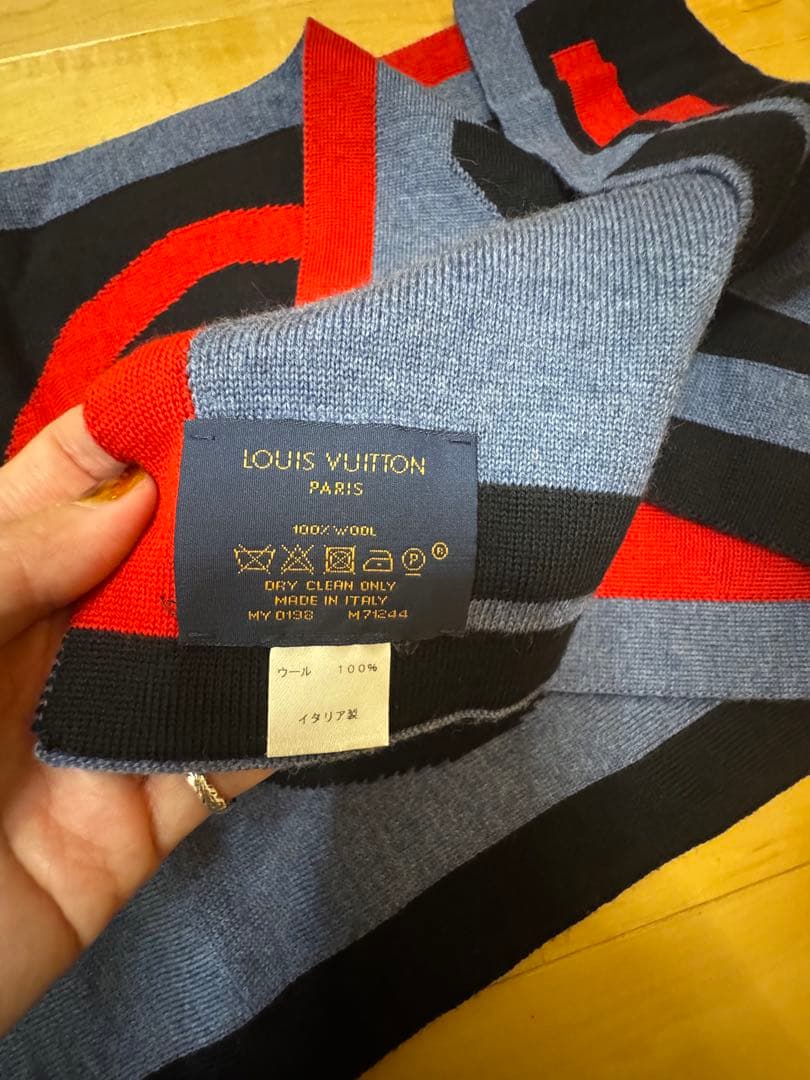 LOUIS VUITTON
PARIS
100% WOOL
P ®
DRY CLEAN ONLY
MADE IN ITALY
MY 0198 M71244
ウール 100%
イタリア製